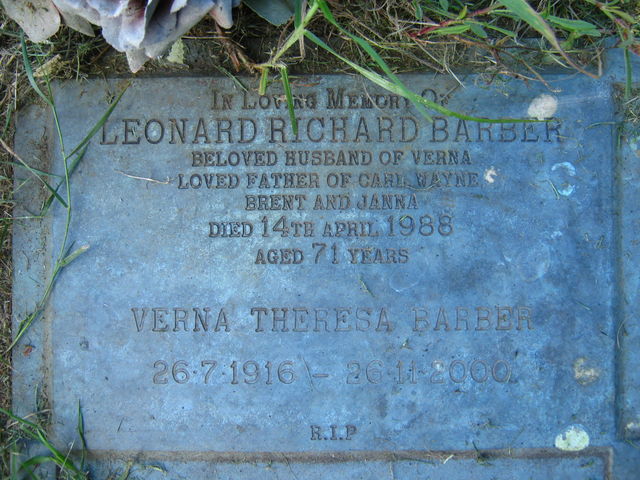 IN LOVING MEMORY OF
LEONARD RICHARD BARBER
BELOVED HUSBAND OF VERNA
LOVED FATHER OF CARL, WAYNE,
BRENT AND JANNA
DIED 14TH APRIL 1988
AGED 71 YEARS
VERNA THERESA BARBER
26·7·1916 – 26·11·2000
R.I.P